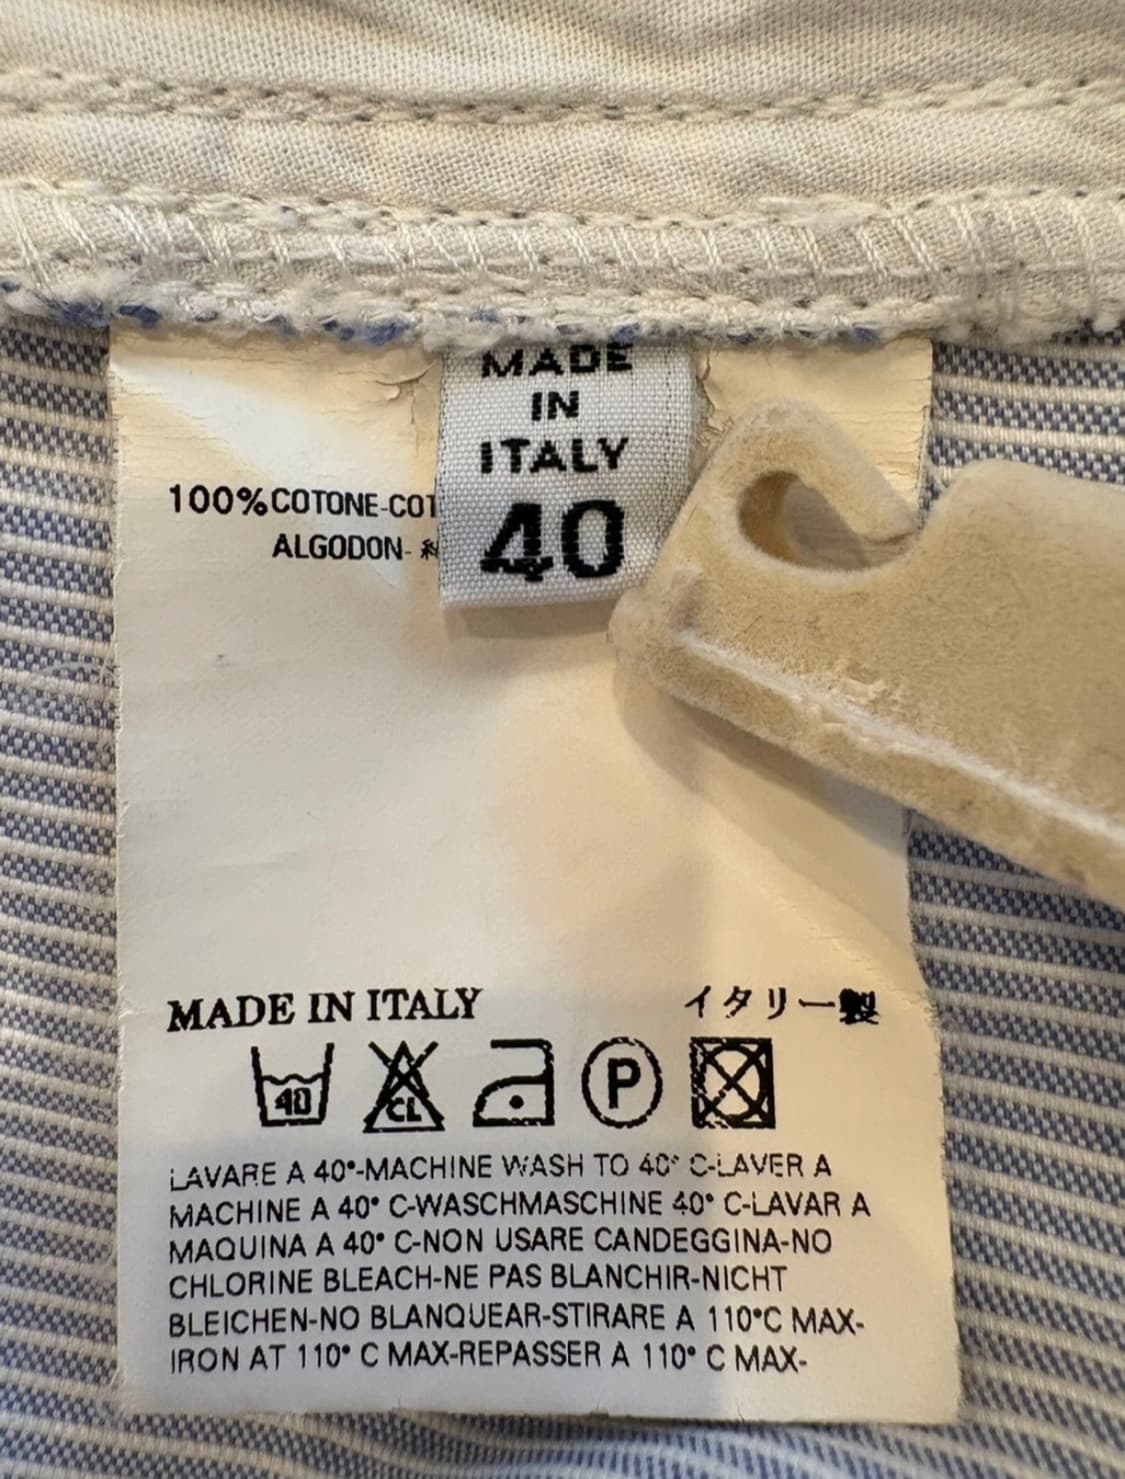 MADE
IN
ITALY
40
100%COTONE-COT
ALGODON-
MADE IN ITALY
イタリー製
40
CL
P
LAVARE A 40°-MACHINE WASH TO 40° C-LAVER A
MACHINE A 40° C-WASCHMASCHINE 40° C-LAVAR A
MAQUINA A 40° C-NON USARE CANDEGGINA-NO
CHLORINE BLEACH-NE PAS BLANCHIR-NICHT
BLEICHEN-NO BLANQUEAR-STIRARE A 110°C MAX-
IRON AT 110° C MAX-REPASSER A 110° C MAX-